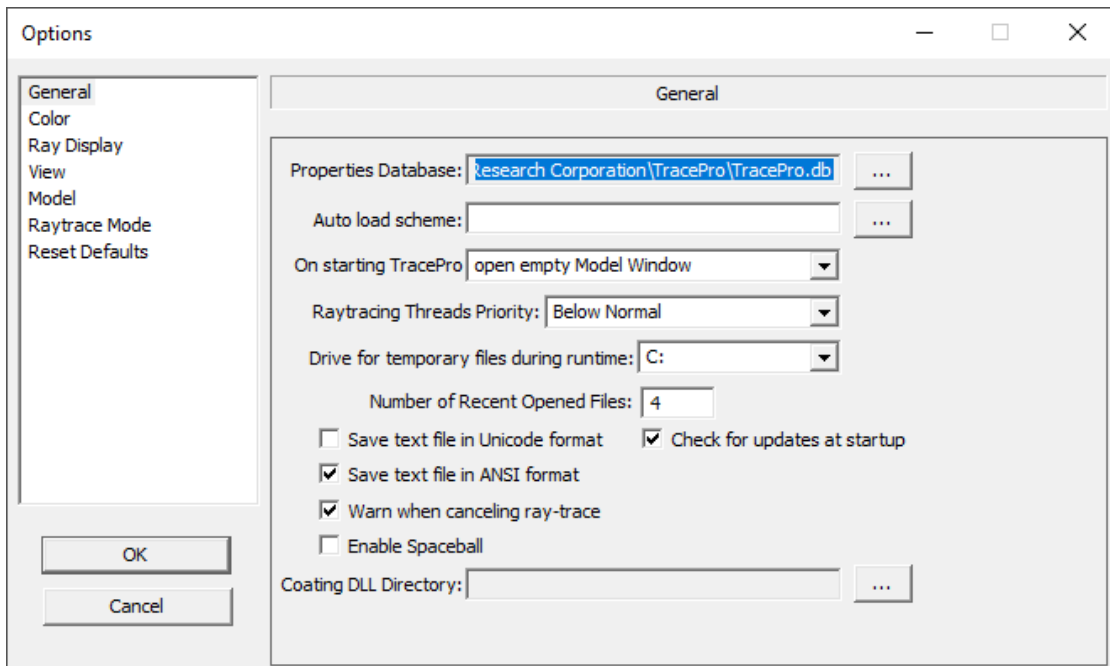 Options
General
Color
Ray Display
View
Model
Raytrace Mode
Reset Defaults
OK
Cancel
General
Properties Database: Research Corporation\TracePro\TracePro.db ...
Auto load scheme: ...
On starting TracePro open empty Model Window
Raytracing Threads Priority: Below Normal
Drive for temporary files during runtime: C:
Number of Recent Opened Files: 4
Save text file in Unicode format Check for updates at startup
Save text file in ANSI format
Warn when canceling ray-trace
Enable Spaceball
Coating DLL Directory: ...